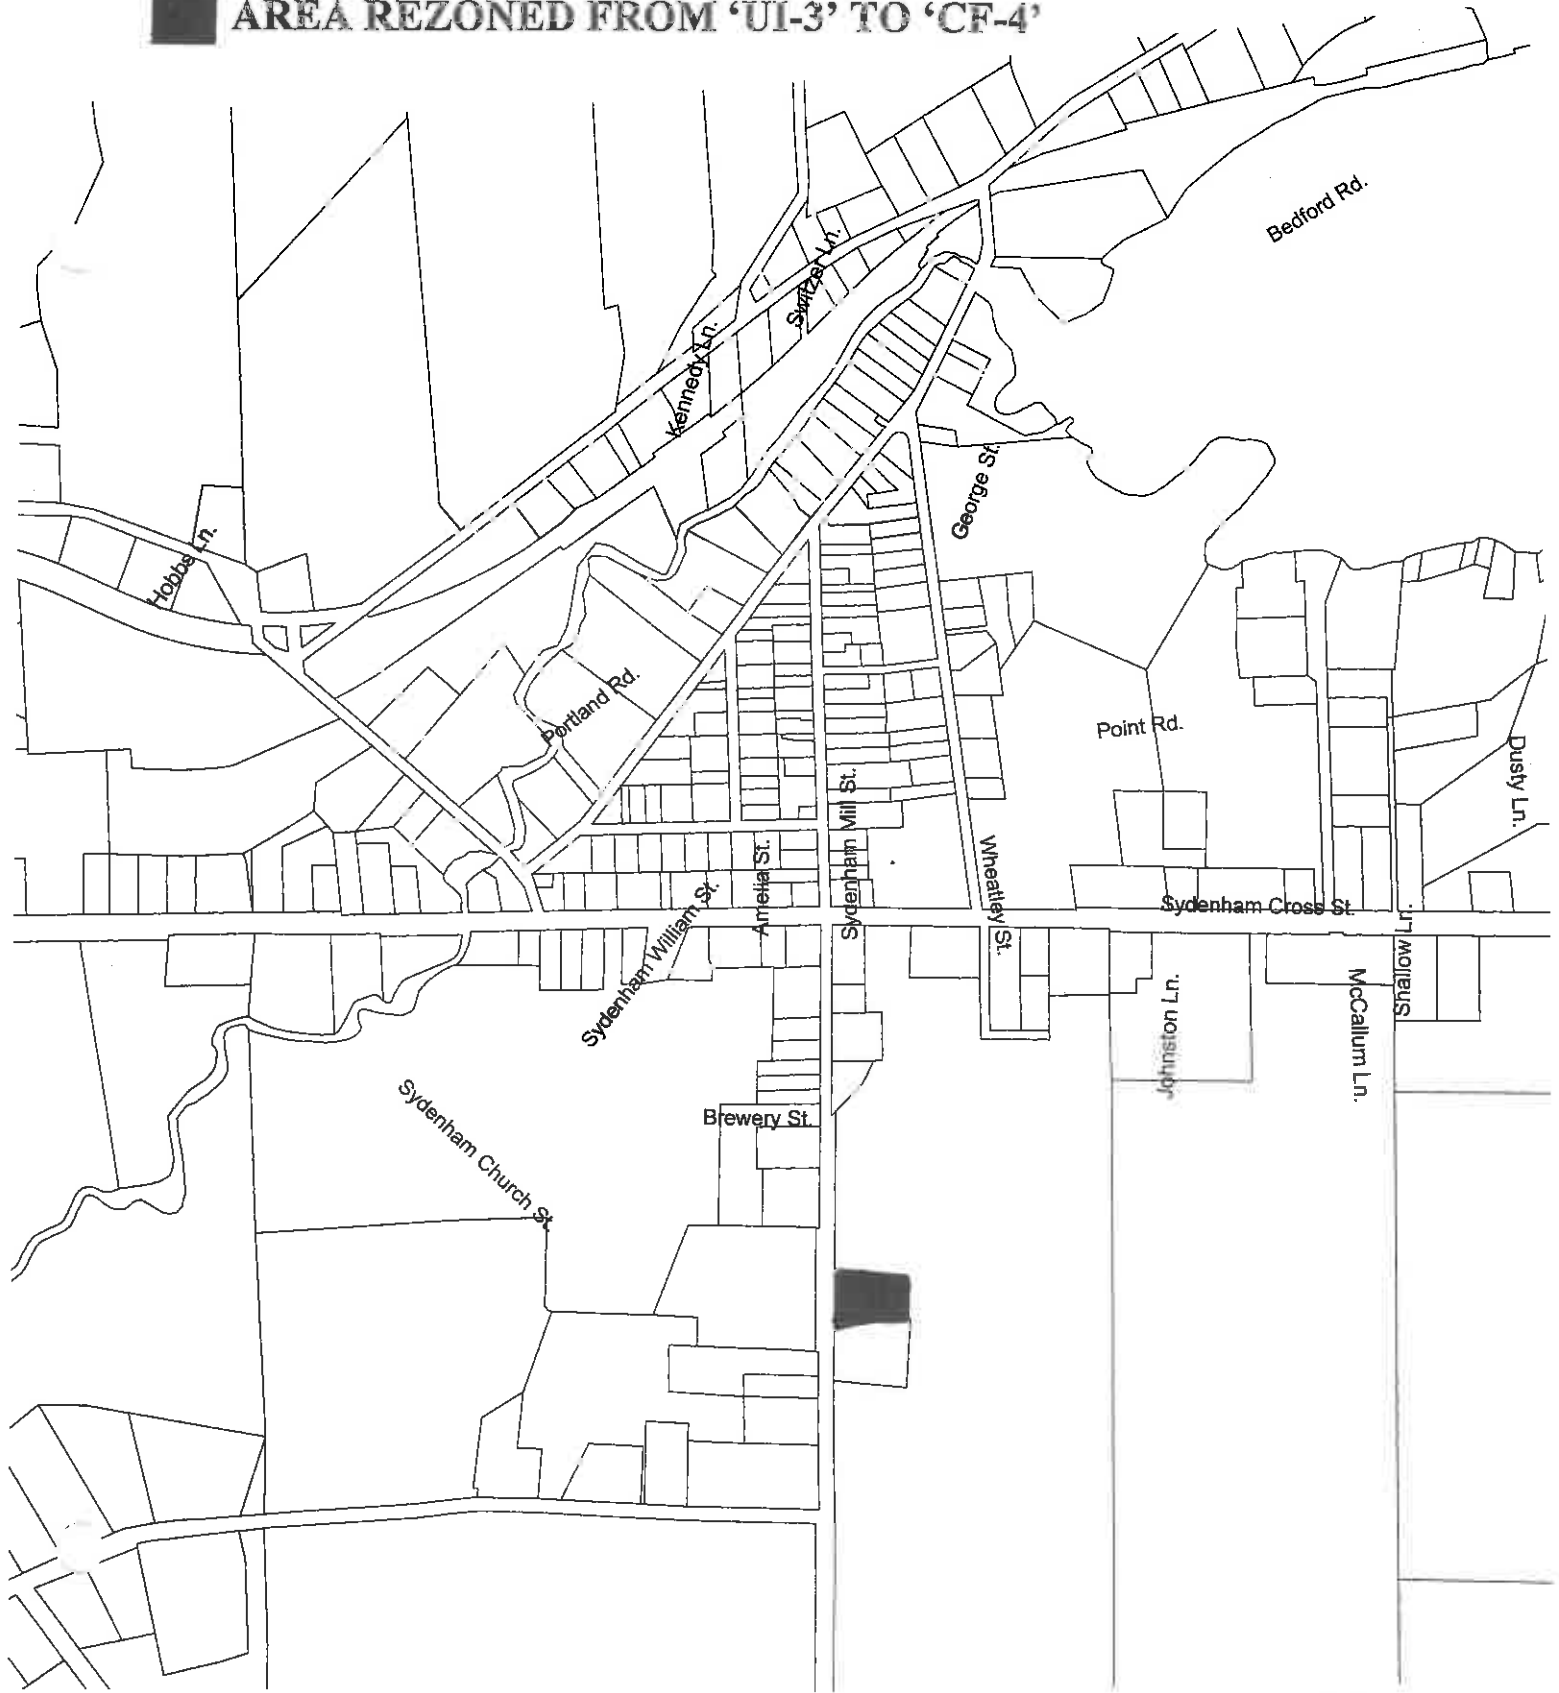 AREA REZONED FROM ‘UI-3’ TO ‘CF-4’
Bedford Rd.
Switzer Ln.
Kennedy Ln.
George St.
Hobbs Ln.
Portland Rd.
Point Rd.
Dusty Ln.
Sydenham Mill St.
Amelia St.
Wheatley St.
Sydenham Cross St.
Sydenham William St.
Shallow Ln.
McCallum Ln.
Johnston Ln.
Sydenham Church St.
Brewery St.